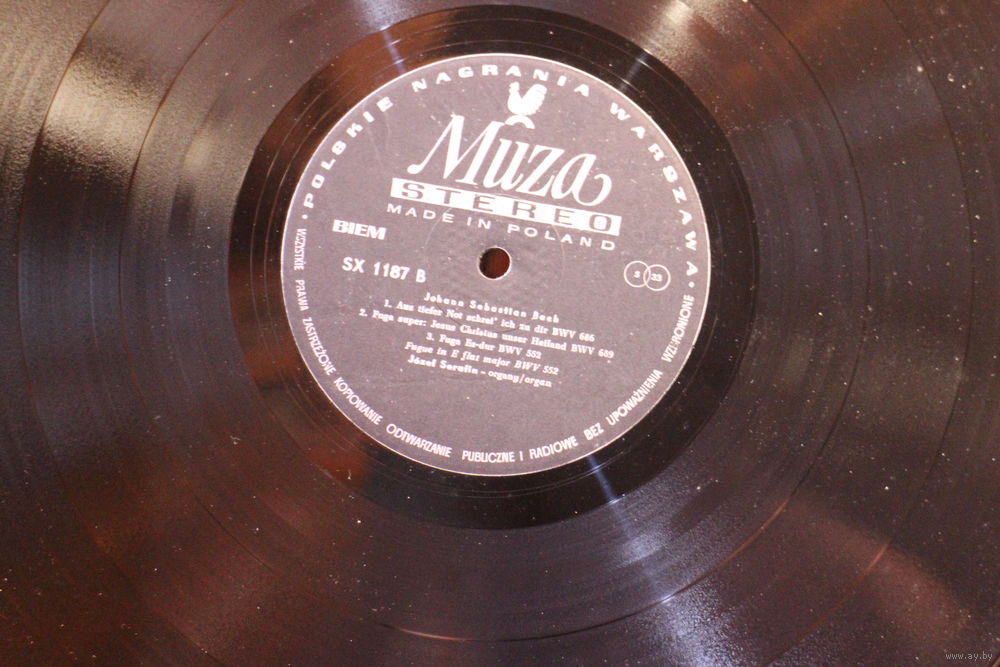 POLSKIE NAGRANIA WARSZAWA
Muza
STEREO
MADE IN POLAND
BIEM
SX 1187 B
S 33
Johann Sebastian Bach
1. Aus tiefer Not schrei' ich zu dir BWV 686
2. Fuga super: Jesus Christus unser Heiland BWV 689
3. Fuga Es-dur BWV 552
Fugue in E flat major BWV 552
Józef Serafin - organy/organ
WSZYSTKIE PRAWA ZASTRZEŻONE KOPIOWANIE ODTWARZANIE PUBLICZNE I RADIOWE BEZ UPOWAŻNIENIA WZBRONIONE
www.ay.by